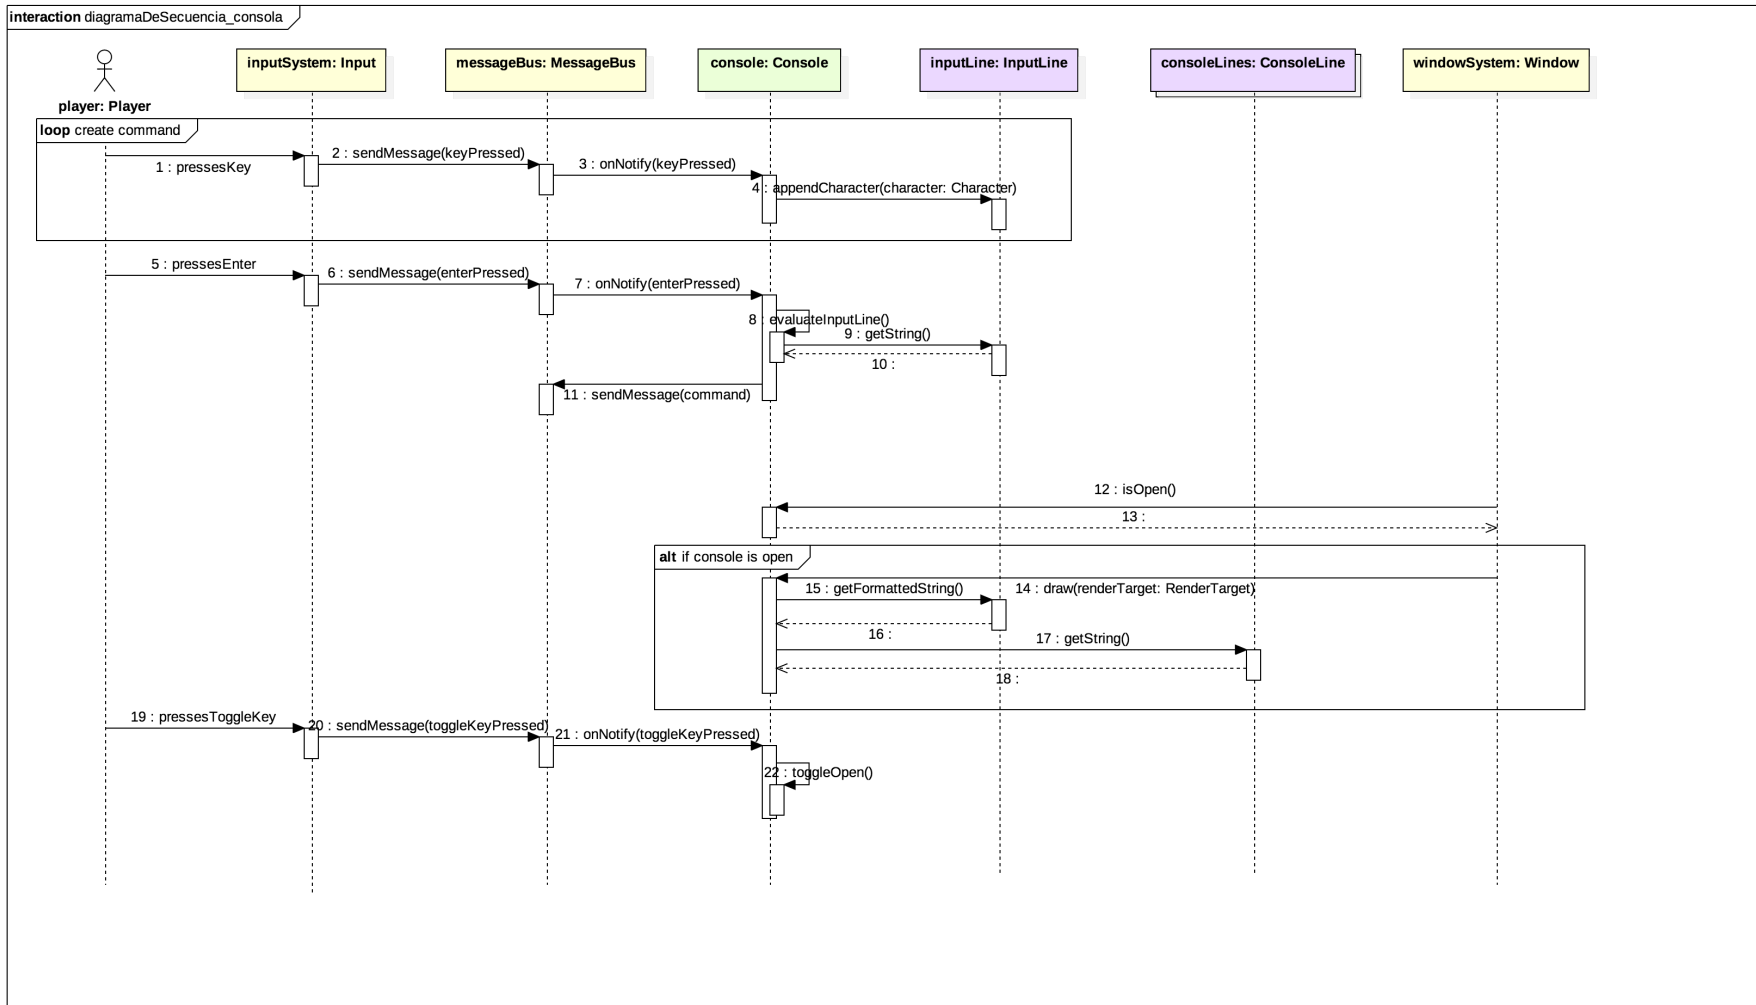 interaction diagramaDeSecuencia_consola
inputSystem: Input
messageBus: MessageBus
console: Console
inputLine: InputLine
consoleLines: ConsoleLine
windowSystem: Window
player: Player
loop create command
1 : pressesKey
2 : sendMessage(keyPressed)
3 : onNotify(keyPressed)
4 : appendCharacter(character: Character)
5 : pressesEnter
6 : sendMessage(enterPressed)
7 : onNotify(enterPressed)
8 : evaluateInputLine()
9 : getString()
10 :
11 : sendMessage(command)
12 : isOpen()
13 :
alt if console is open
14 : draw(renderTarget: RenderTarget)
15 : getFormattedString()
16 :
17 : getString()
18 :
19 : pressesToggleKey
20 : sendMessage(toggleKeyPressed)
21 : onNotify(toggleKeyPressed)
22 : toggleOpen()